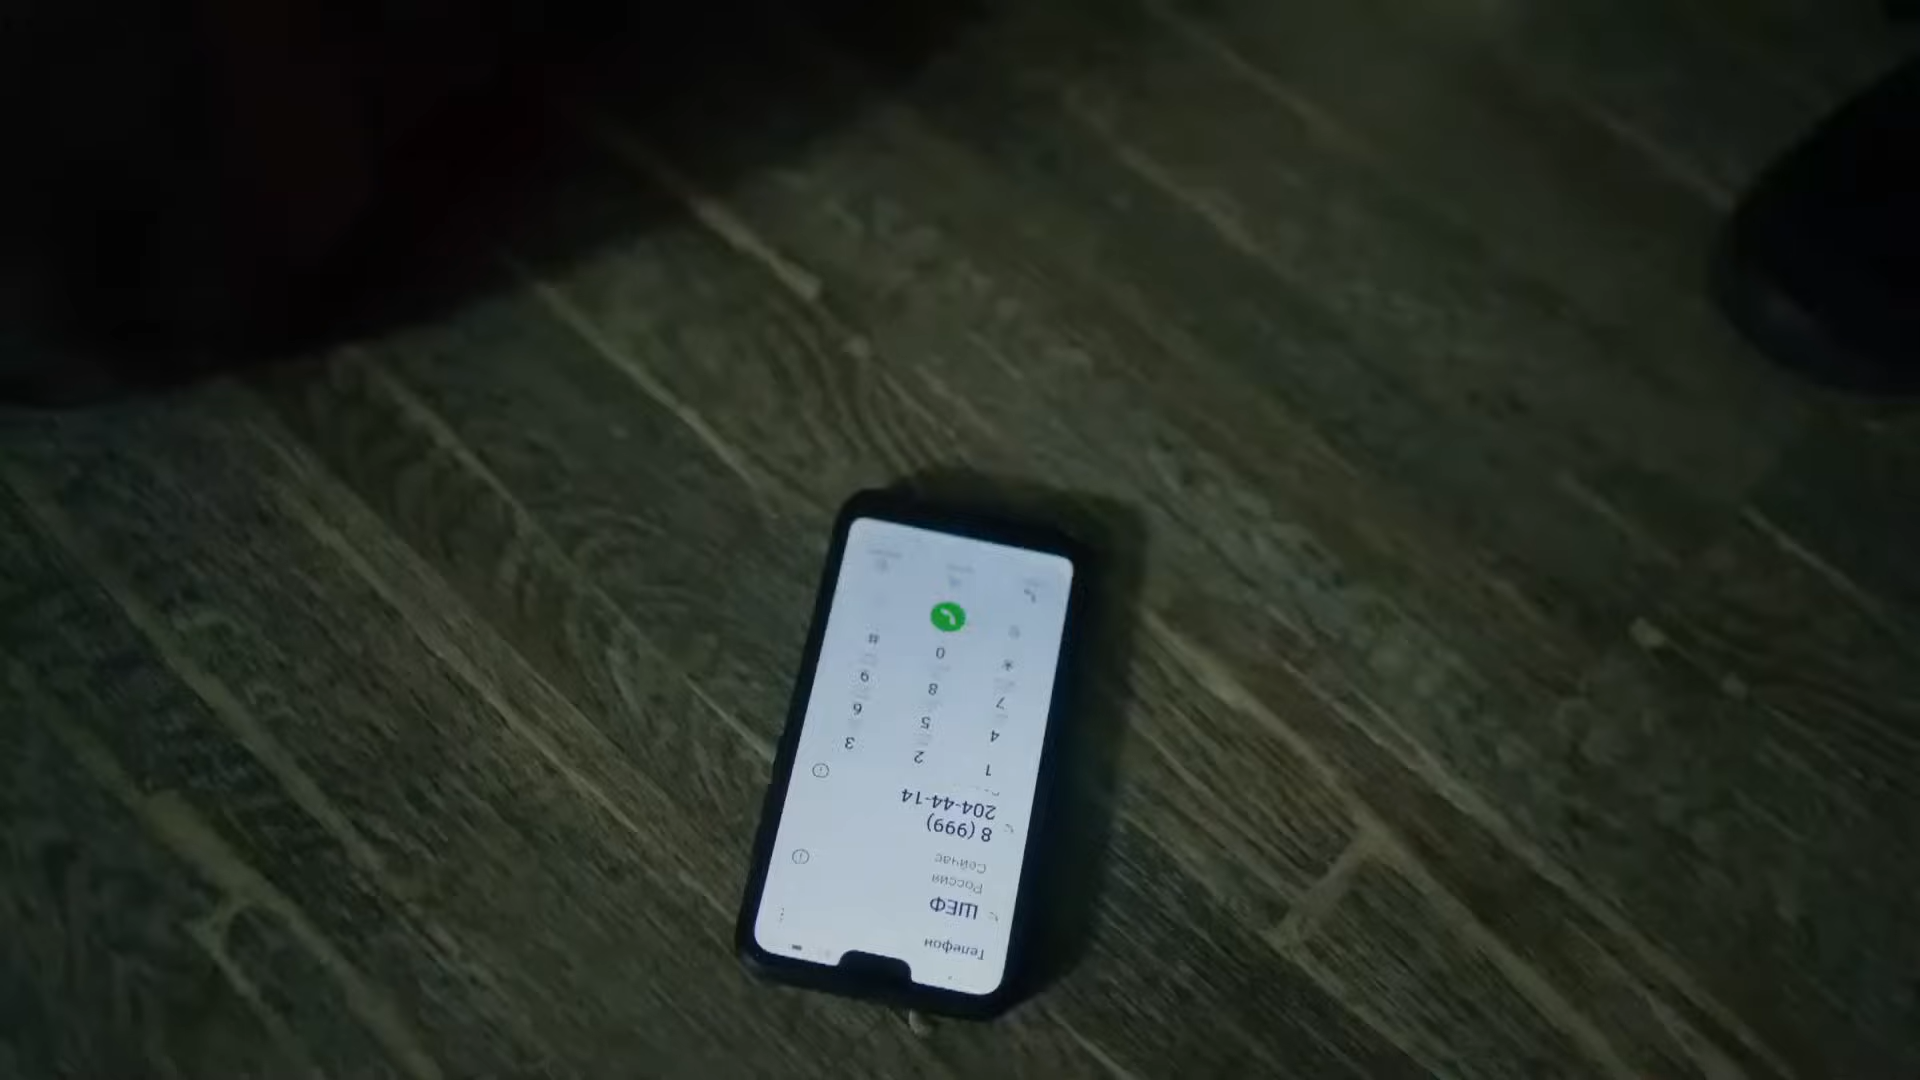 Телефон
ШЕФ
Россия
Сейчас
8 (999)
204-44-14
1 2 3
4 5 6
7 8 9
* 0 #